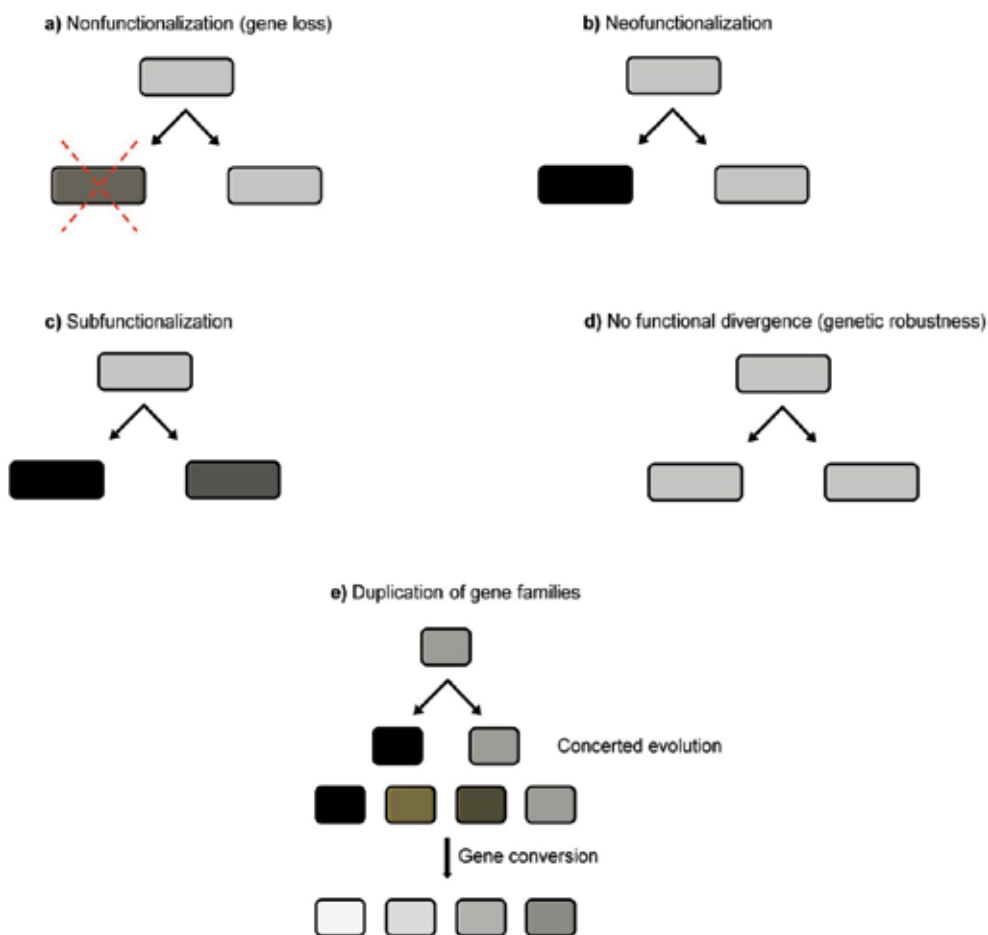 a) Nonfunctionalization (gene loss)
b) Neofunctionalization
c) Subfunctionalization
d) No functional divergence (genetic robustness)
e) Duplication of gene families
Concerted evolution
Gene conversion